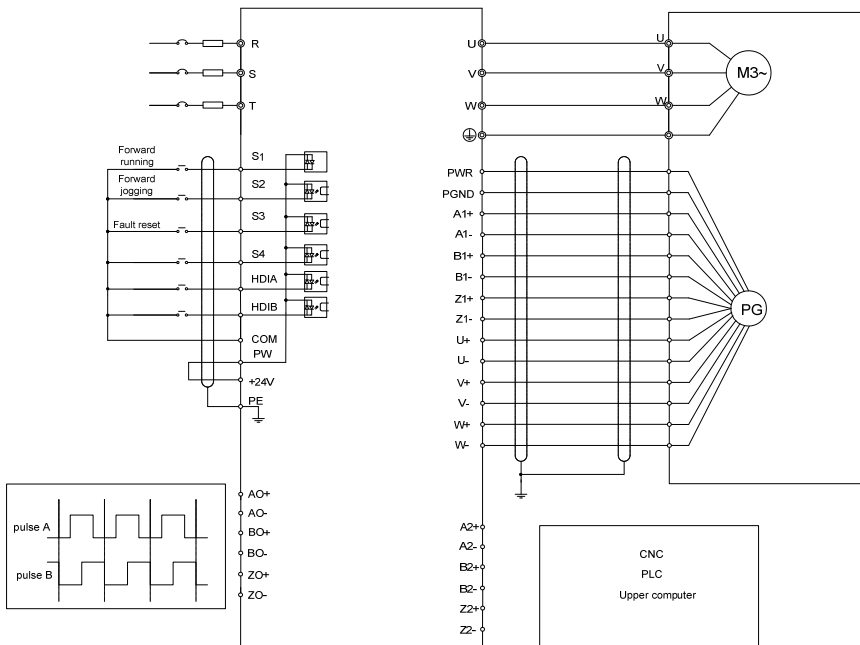 R
S
T
U
V
W
U
V
W
M3~
Forward
running
Forward
jogging
Fault reset
S1
S2
S3
S4
HDIA
HDIB
COM
PW
+24V
PE
PWR
PGND
A1+
A1-
B1+
B1-
Z1+
Z1-
U+
U-
V+
V-
W+
W-
PG
pulse A
pulse B
AO+
AO-
BO+
BO-
ZO+
ZO-
A2+
A2-
B2+
B2-
Z2+
Z2-
CNC
PLC
Upper computer